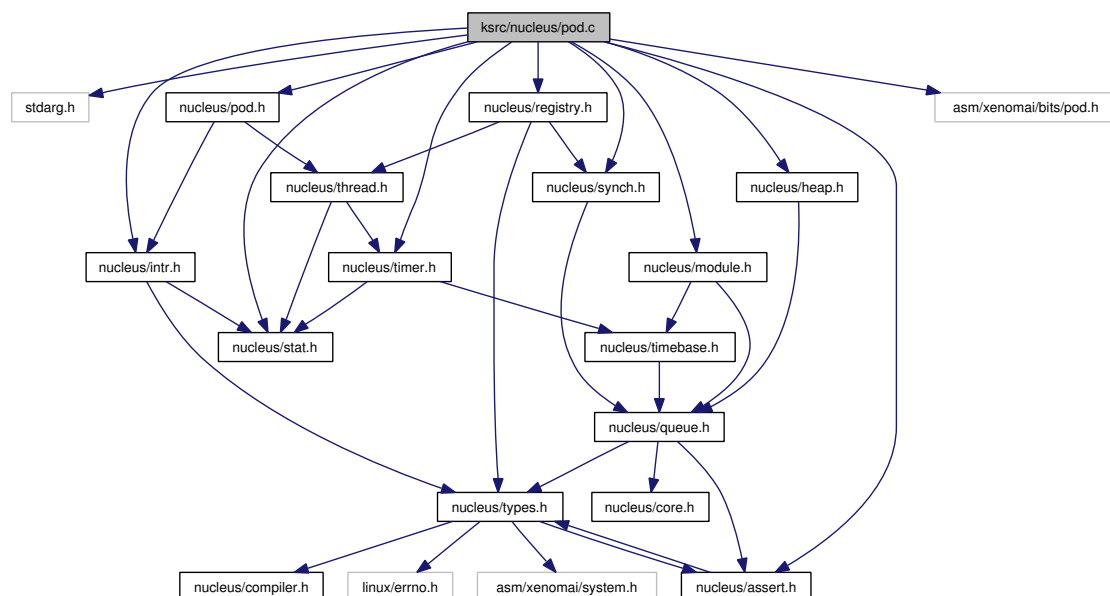 ksrc/nucleus/pod.c
stdarg.h
nucleus/pod.h
nucleus/registry.h
asm/xenomai/bits/pod.h
nucleus/thread.h
nucleus/synch.h
nucleus/heap.h
nucleus/intr.h
nucleus/timer.h
nucleus/module.h
nucleus/stat.h
nucleus/timebase.h
nucleus/queue.h
nucleus/types.h
nucleus/core.h
nucleus/compiler.h
linux/errno.h
asm/xenomai/system.h
nucleus/assert.h